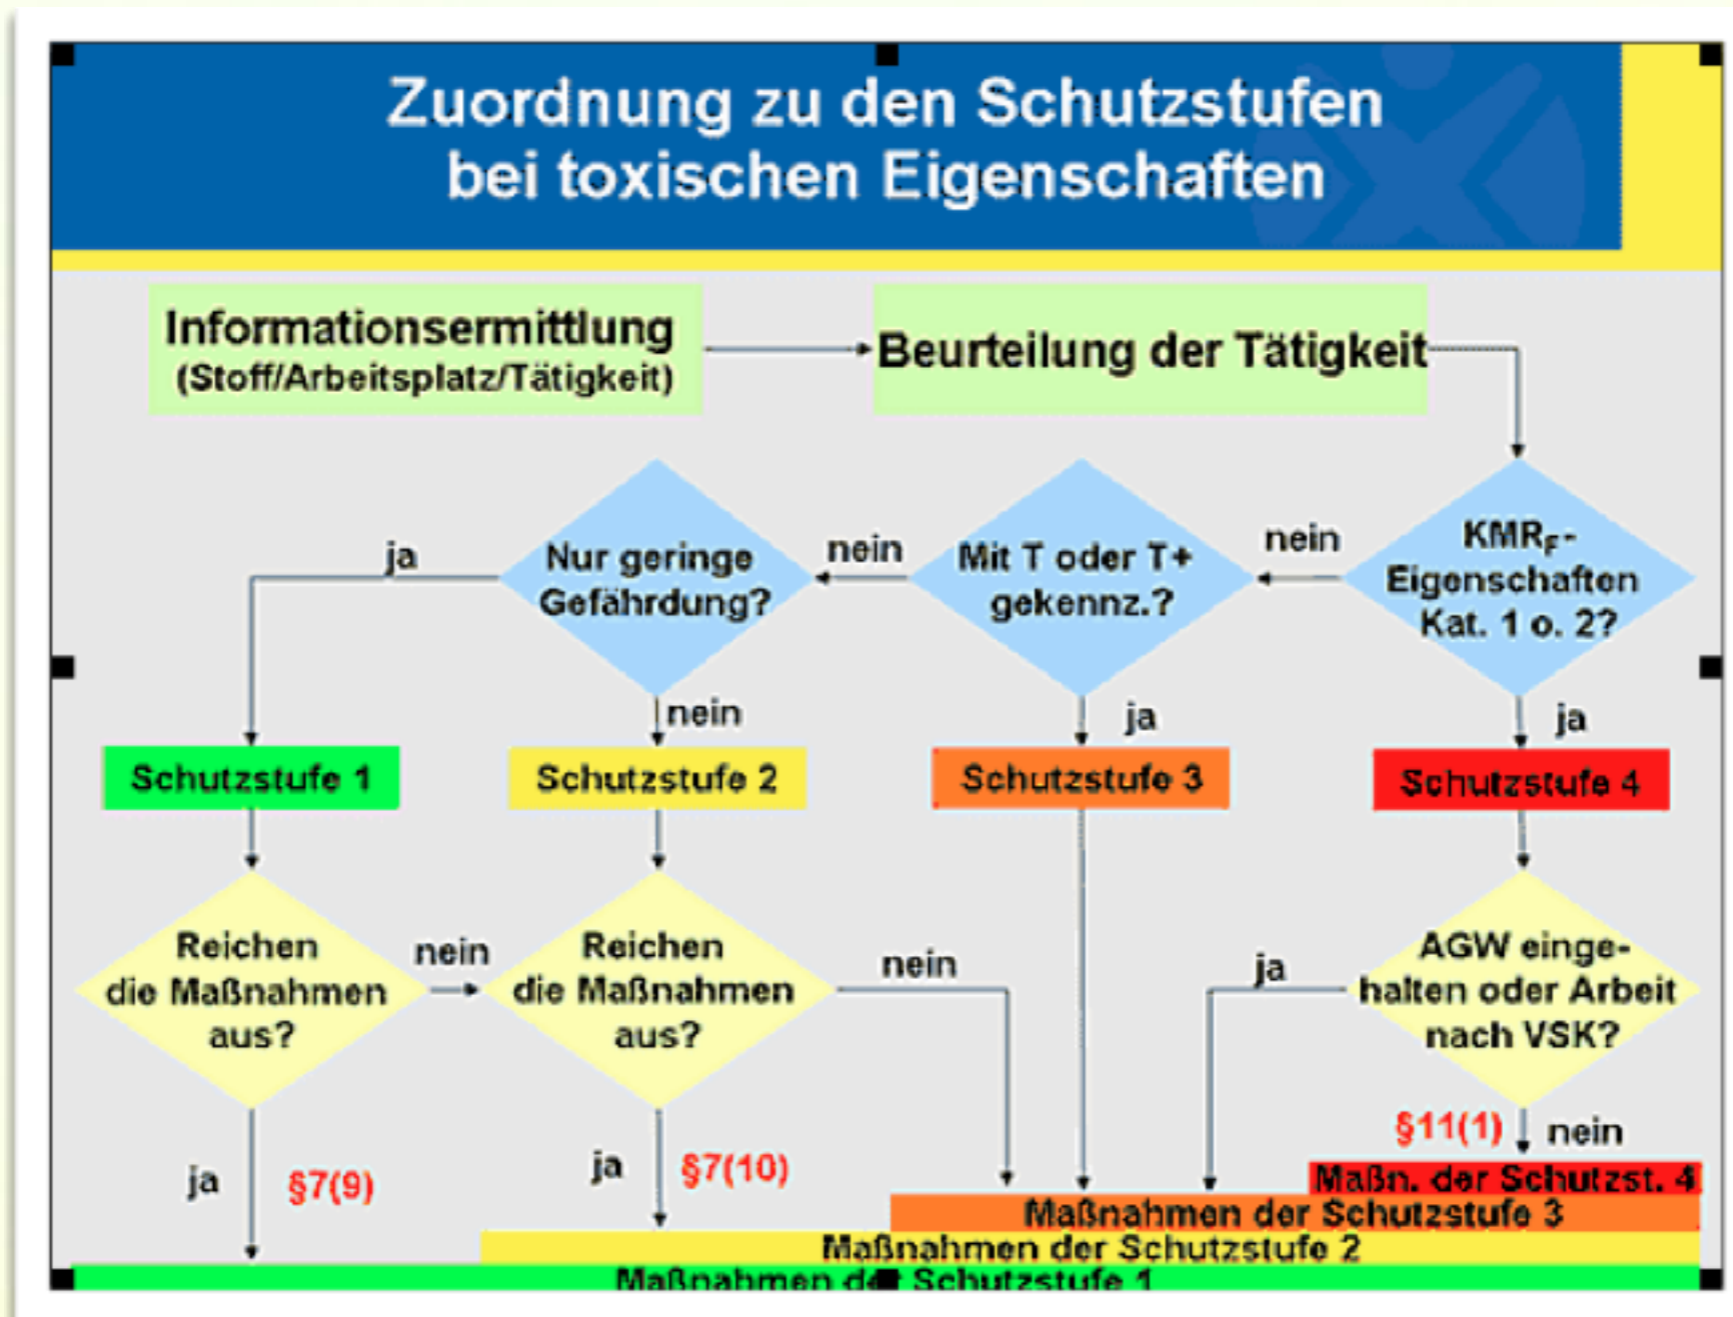 Zuordnung zu den Schutzstufen
bei toxischen Eigenschaften
Informationsermittlung
(Stoff/Arbeitsplatz/Tätigkeit)
Beurteilung der Tätigkeit
ja
Nur geringe
Gefährdung?
nein
Mit T oder T+
gekennz.?
nein
KMRF-
Eigenschaften
Kat. 1 o. 2?
nein
ja
ja
Schutzstufe 1
Schutzstufe 2
Schutzstufe 3
Schutzstufe 4
Reichen
die Maßnahmen
aus?
nein
Reichen
die Maßnahmen
aus?
nein
ja
AGW einge-
halten oder Arbeit
nach VSK?
ja
§7(9)
ja
§7(10)
§11(1)
nein
Maßn. der Schutzst. 4
Maßnahmen der Schutzstufe 3
Maßnahmen der Schutzstufe 2
Maßnahmen der Schutzstufe 1